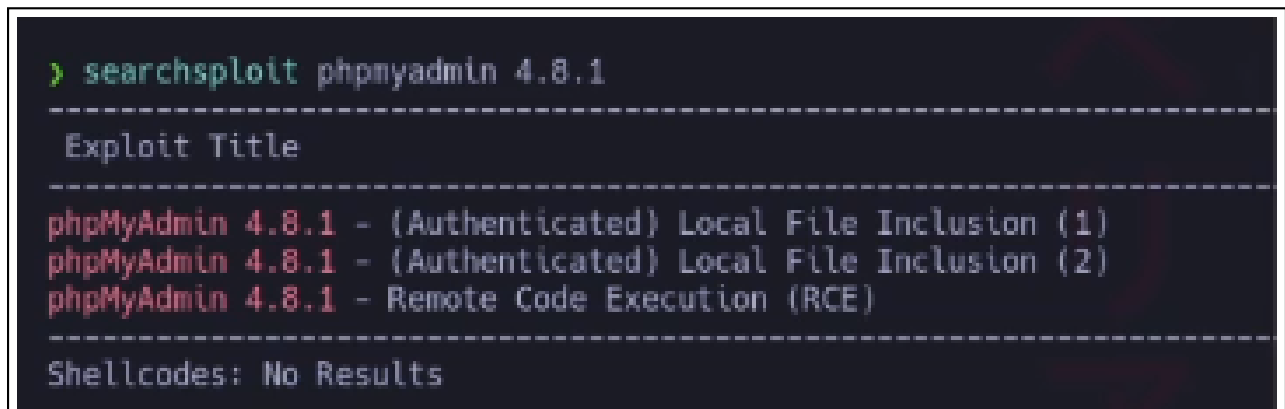 ❯ searchsploit phpmyadmin 4.8.1
--------------------------------------------------------------------------------
Exploit Title
--------------------------------------------------------------------------------
phpMyAdmin 4.8.1 - (Authenticated) Local File Inclusion (1)
phpMyAdmin 4.8.1 - (Authenticated) Local File Inclusion (2)
phpMyAdmin 4.8.1 - Remote Code Execution (RCE)
--------------------------------------------------------------------------------
Shellcodes: No Results